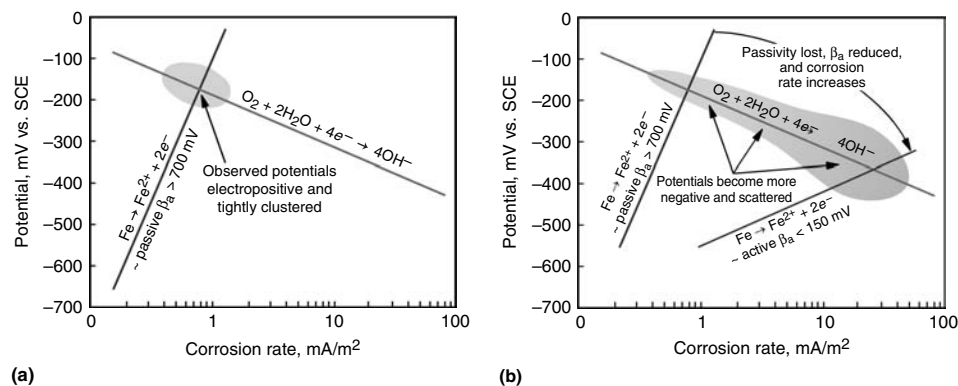 0
−100
−200
−300
−400
−500
−600
−700
Potential, mV vs. SCE
O2 + 2H2O + 4e− → 4OH−
Observed potentials
electropositive and
tightly clustered
Fe → Fe2+ + 2e−
~ passive βa > 700 mV
0
1
10
100
Corrosion rate, mA/m2
(a)
0
−100
−200
−300
−400
−500
−600
−700
Potential, mV vs. SCE
Passivity lost, βa reduced,
and corrosion
rate increases
O2 + 2H2O + 4e− 4OH−
Potentials become more
negative and scattered
Fe → Fe2+ + 2e−
~ passive βa > 700 mV
Fe → Fe2+ + 2e−
~ active βa < 150 mV
0
1
10
100
Corrosion rate, mA/m2
(b)